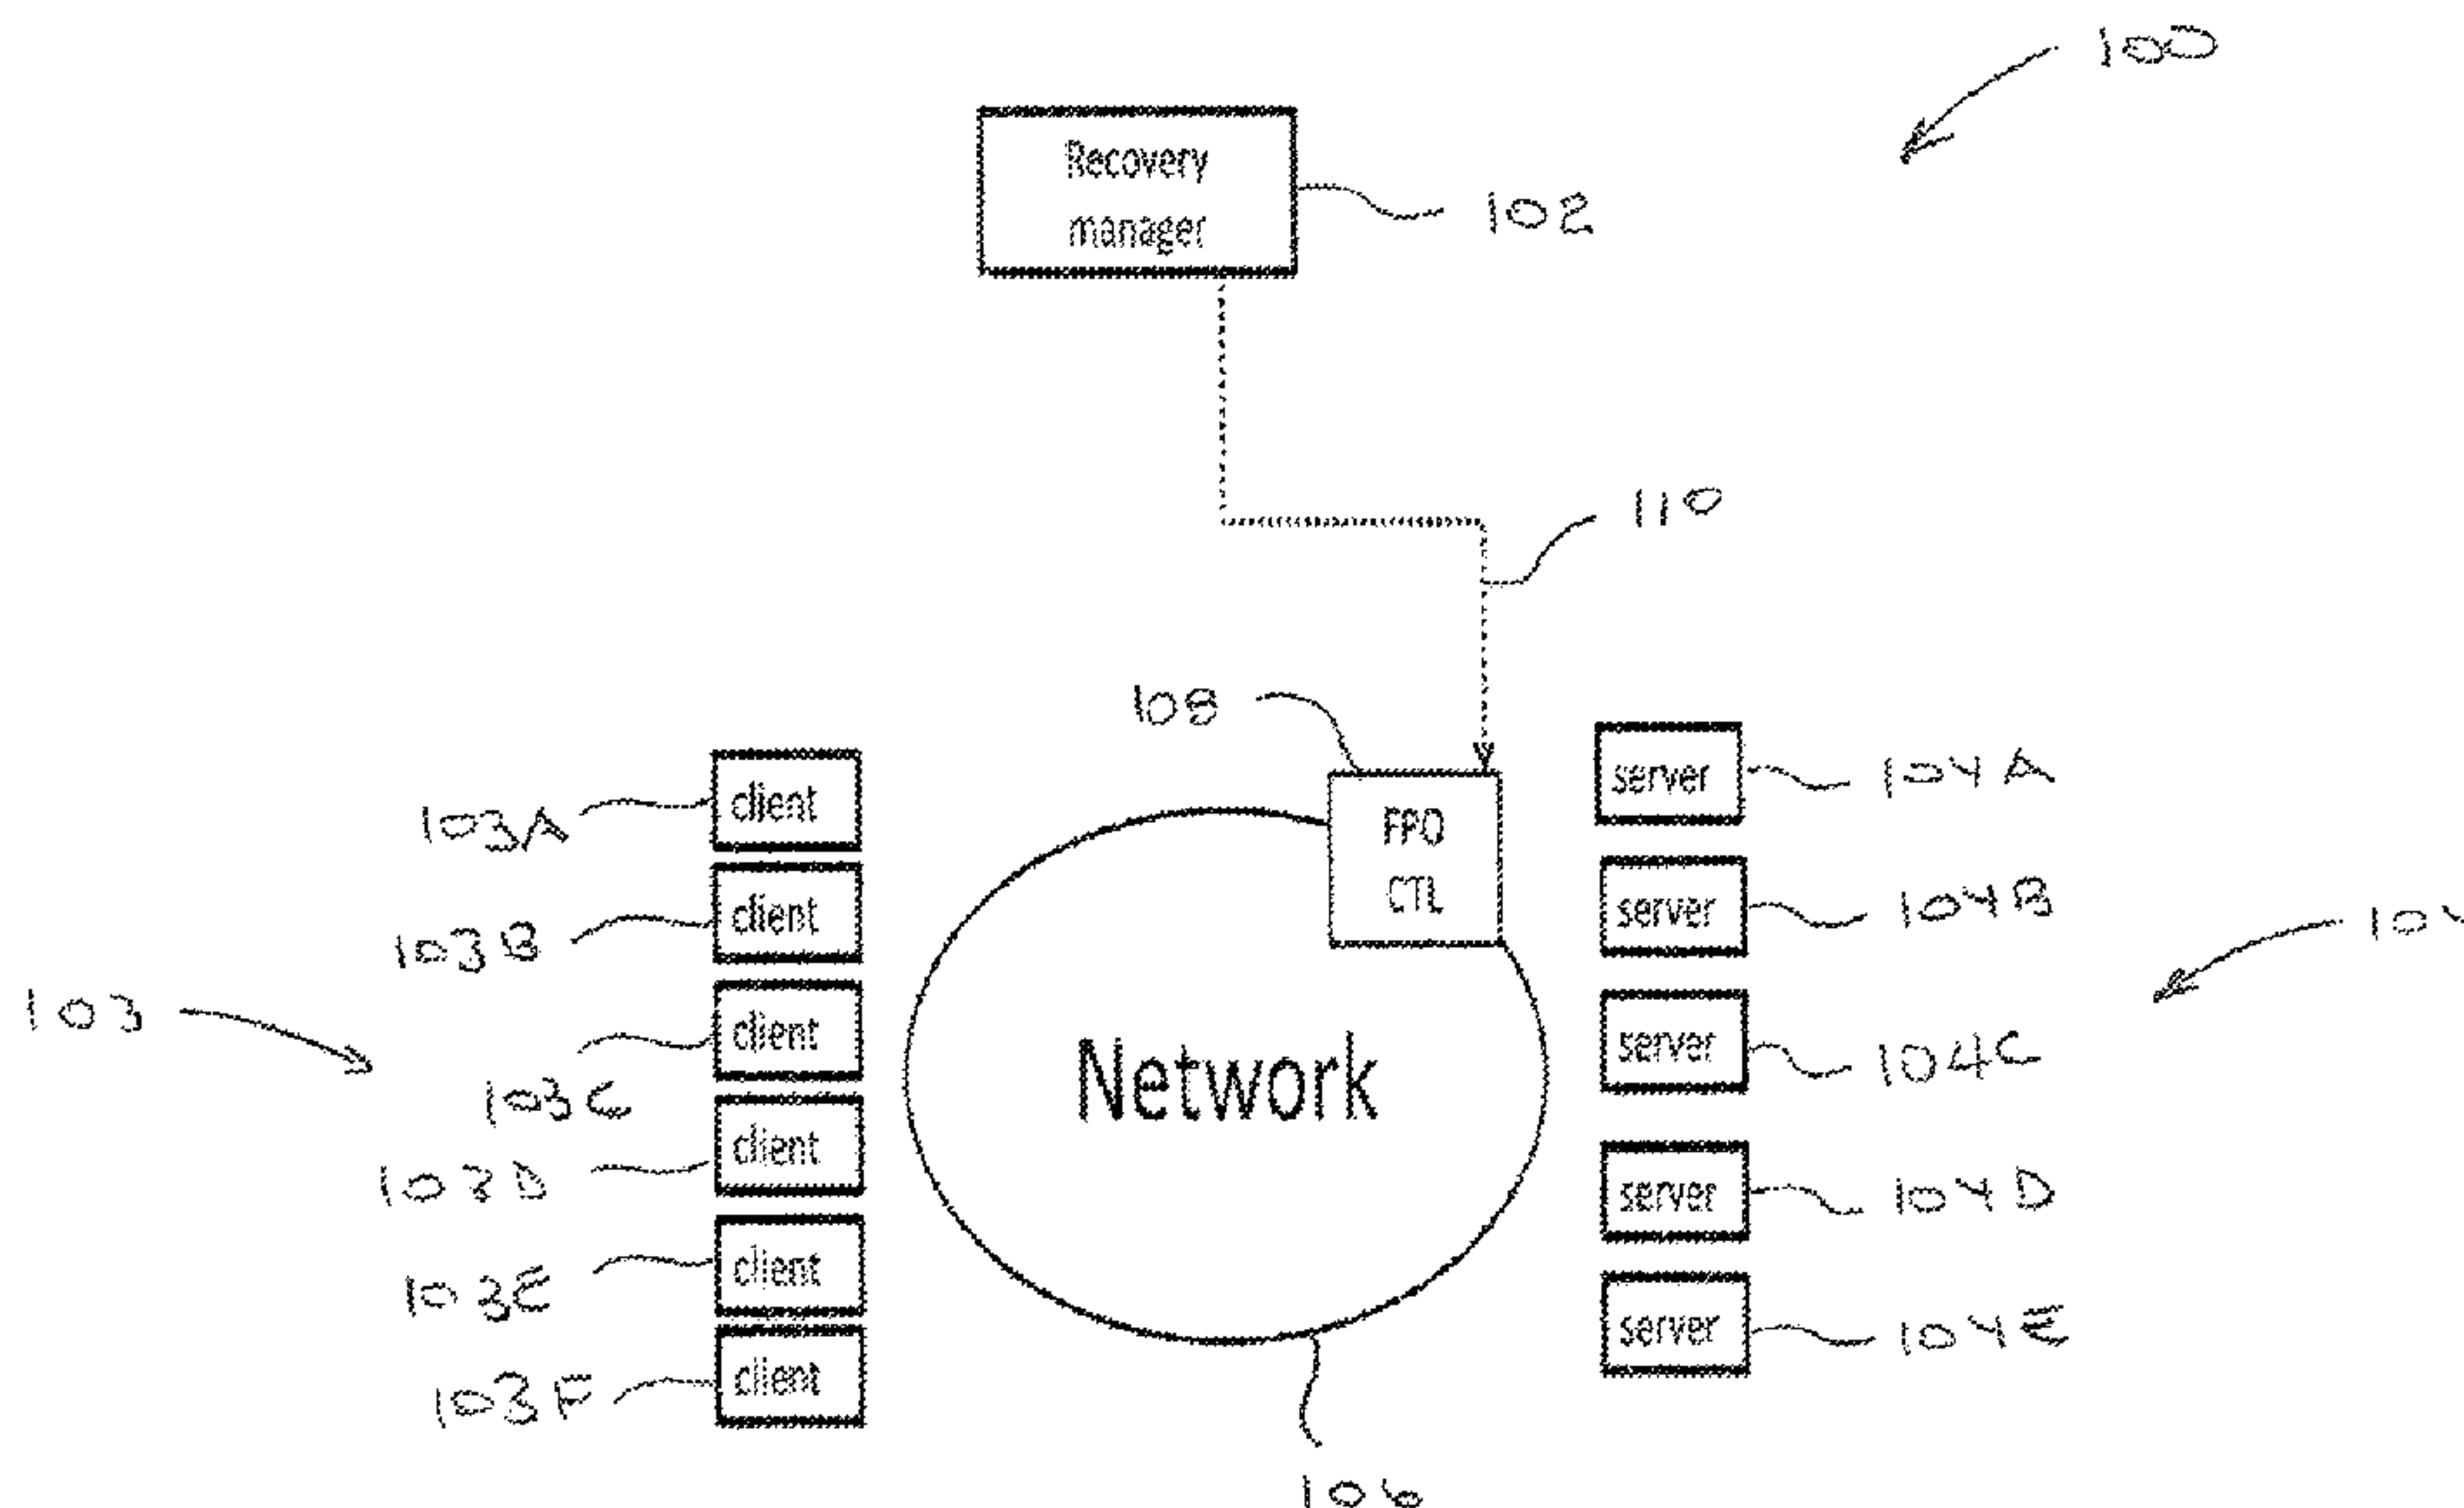 100
Recovery
manager
102
110
108
FPO
CTL
client
103A
client
103B
103
client
103C
client
103D
client
103E
client
103F
Network
106
server
104A
server
104B
server
104C
server
104D
server
104E